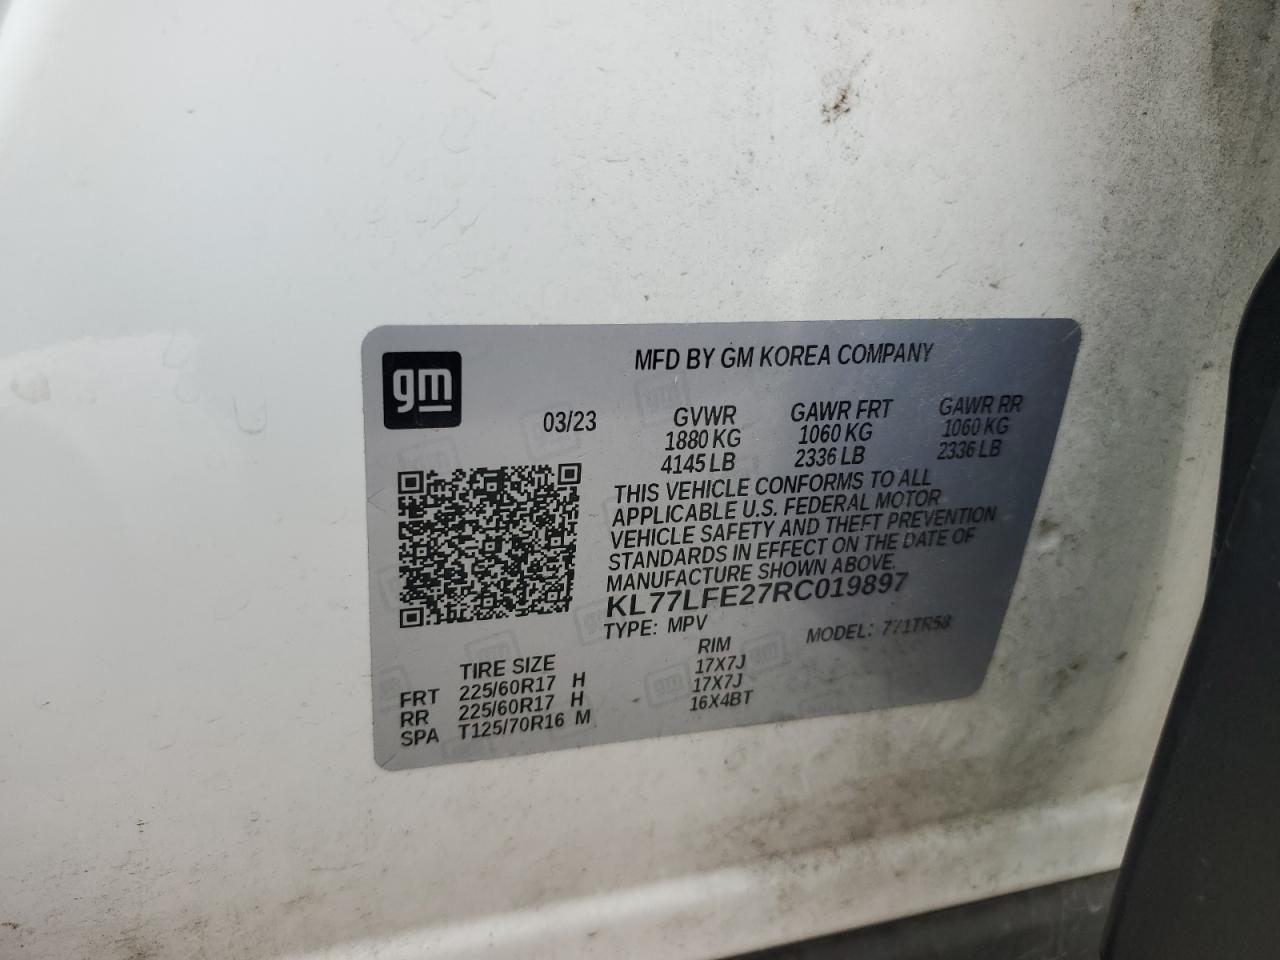 gm
MFD BY GM KOREA COMPANY
03/23 GVWR GAWR FRT GAWR RR
1880 KG 1060 KG 1060 KG
4145 LB 2336 LB 2336 LB
THIS VEHICLE CONFORMS TO ALL
APPLICABLE U.S. FEDERAL MOTOR
VEHICLE SAFETY AND THEFT PREVENTION
STANDARDS IN EFFECT ON THE DATE OF
MANUFACTURE SHOWN ABOVE.
KL77LFE27RC019897
TYPE: MPV MODEL:
TIRE SIZE RIM
FRT 225/60R17 H 17X7J
RR 225/60R17 H 17X7J
SPA T125/70R16 M 16X4BT